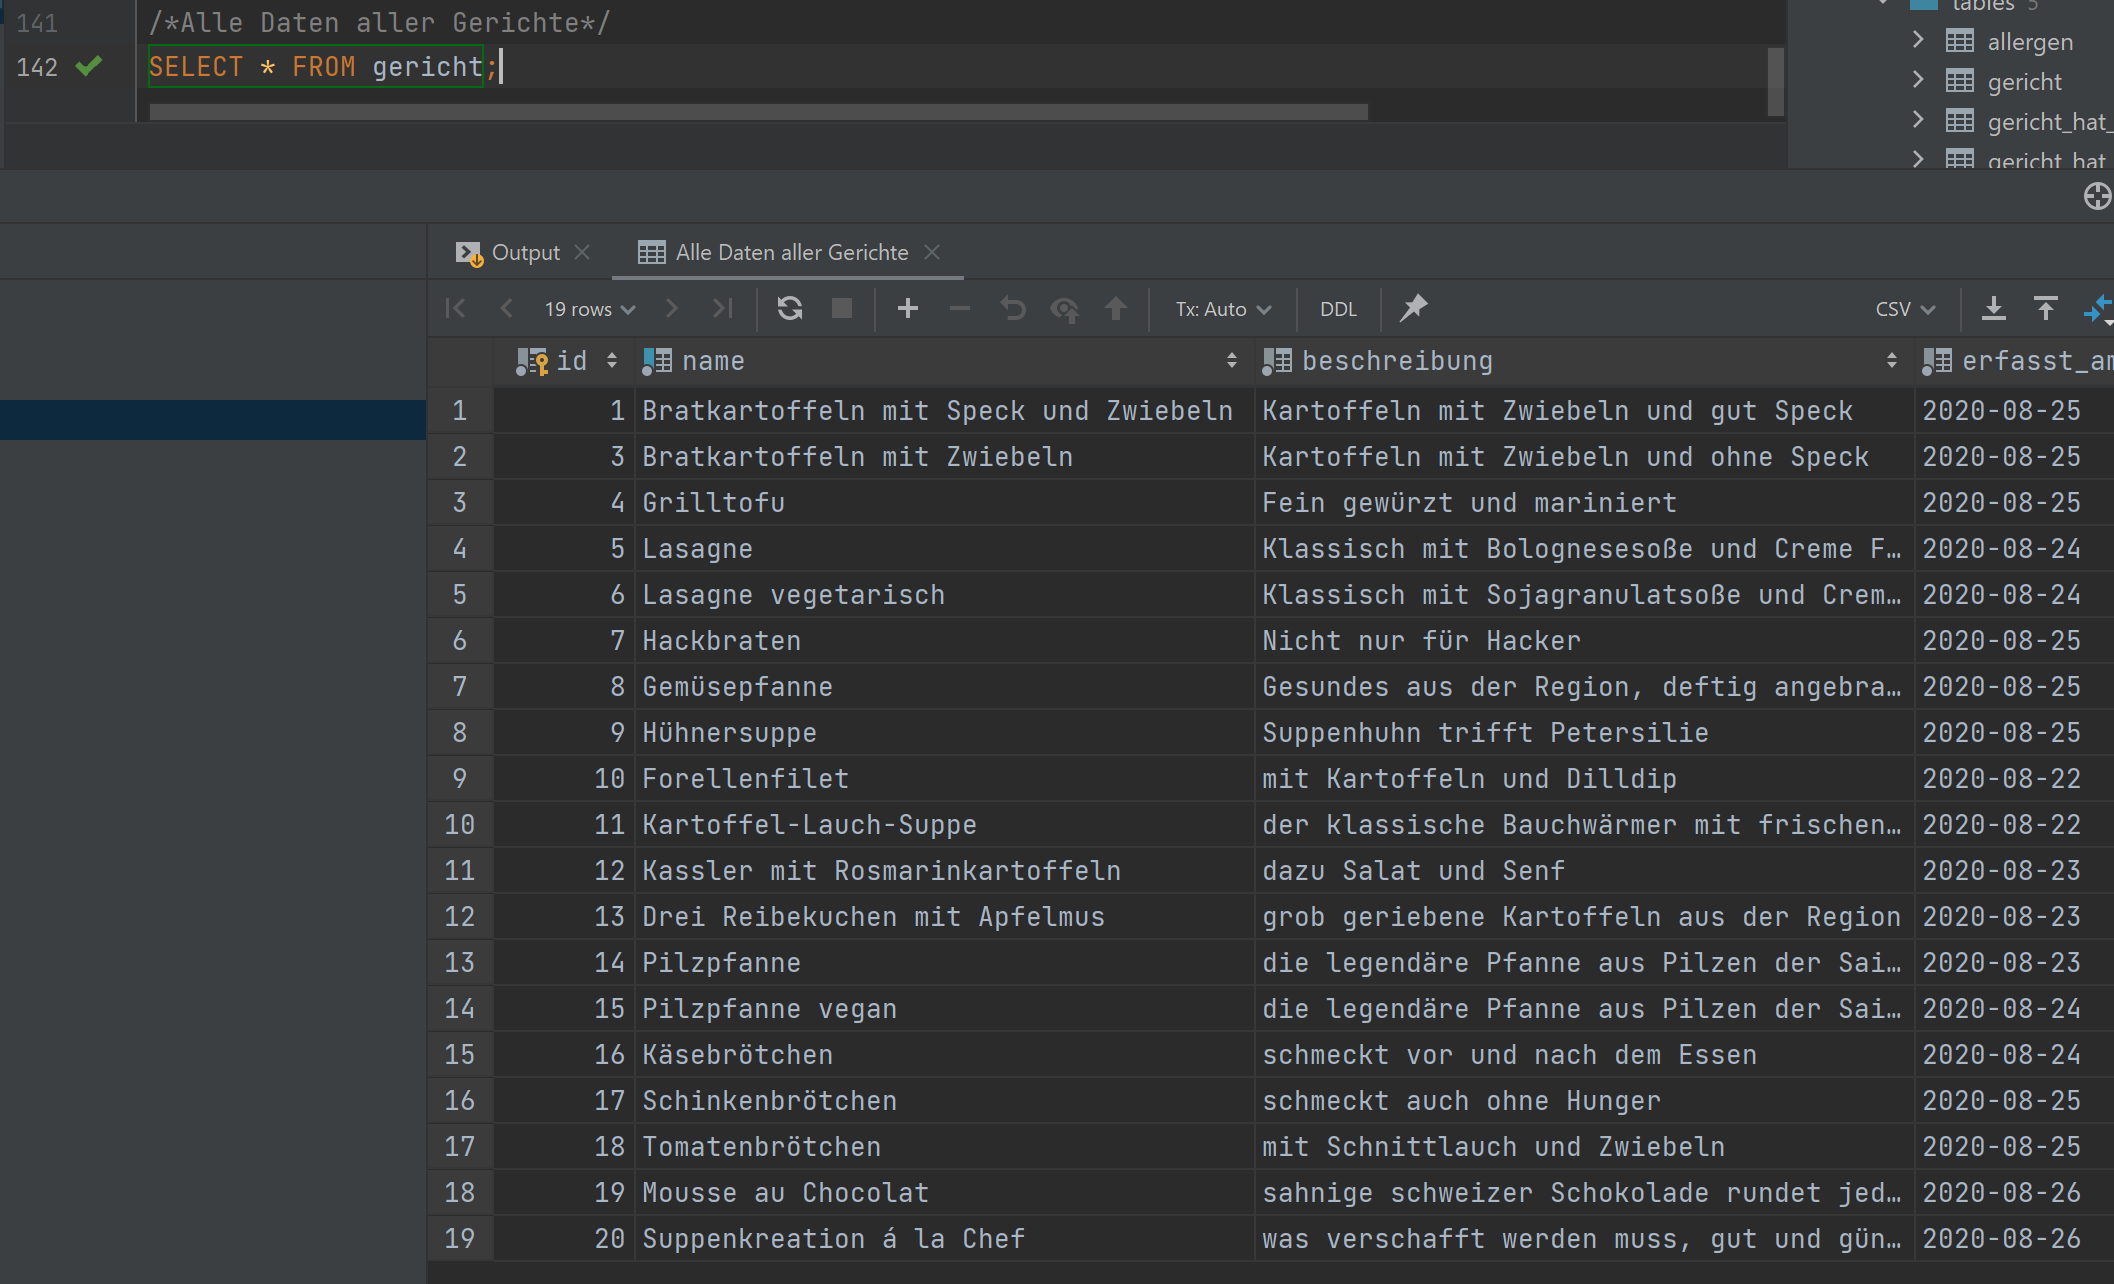 141 /*Alle Daten aller Gerichte*/
142 SELECT * FROM gericht;
tables 5
allergen
gericht
gericht_hat_
gericht_hat_
Output
Alle Daten aller Gerichte
19 rows Tx: Auto DDL CSV
id name beschreibung erfasst_am
1 1 Bratkartoffeln mit Speck und Zwiebeln Kartoffeln mit Zwiebeln und gut Speck 2020-08-25
2 3 Bratkartoffeln mit Zwiebeln Kartoffeln mit Zwiebeln und ohne Speck 2020-08-25
3 4 Grilltofu Fein gewürzt und mariniert 2020-08-25
4 5 Lasagne Klassisch mit Bolognesesoße und Creme F… 2020-08-24
5 6 Lasagne vegetarisch Klassisch mit Sojagranulatsoße und Crem… 2020-08-24
6 7 Hackbraten Nicht nur für Hacker 2020-08-25
7 8 Gemüsepfanne Gesundes aus der Region, deftig angebra… 2020-08-25
8 9 Hühnersuppe Suppenhuhn trifft Petersilie 2020-08-25
9 10 Forellenfilet mit Kartoffeln und Dilldip 2020-08-22
10 11 Kartoffel-Lauch-Suppe der klassische Bauchwärmer mit frischen… 2020-08-22
11 12 Kassler mit Rosmarinkartoffeln dazu Salat und Senf 2020-08-23
12 13 Drei Reibekuchen mit Apfelmus grob geriebene Kartoffeln aus der Region 2020-08-23
13 14 Pilzpfanne die legendäre Pfanne aus Pilzen der Sai… 2020-08-23
14 15 Pilzpfanne vegan die legendäre Pfanne aus Pilzen der Sai… 2020-08-24
15 16 Käsebrötchen schmeckt vor und nach dem Essen 2020-08-24
16 17 Schinkenbrötchen schmeckt auch ohne Hunger 2020-08-25
17 18 Tomatenbrötchen mit Schnittlauch und Zwiebeln 2020-08-25
18 19 Mousse au Chocolat sahnige schweizer Schokolade rundet jed… 2020-08-26
19 20 Suppenkreation á la Chef was verschafft werden muss, gut und gün… 2020-08-26